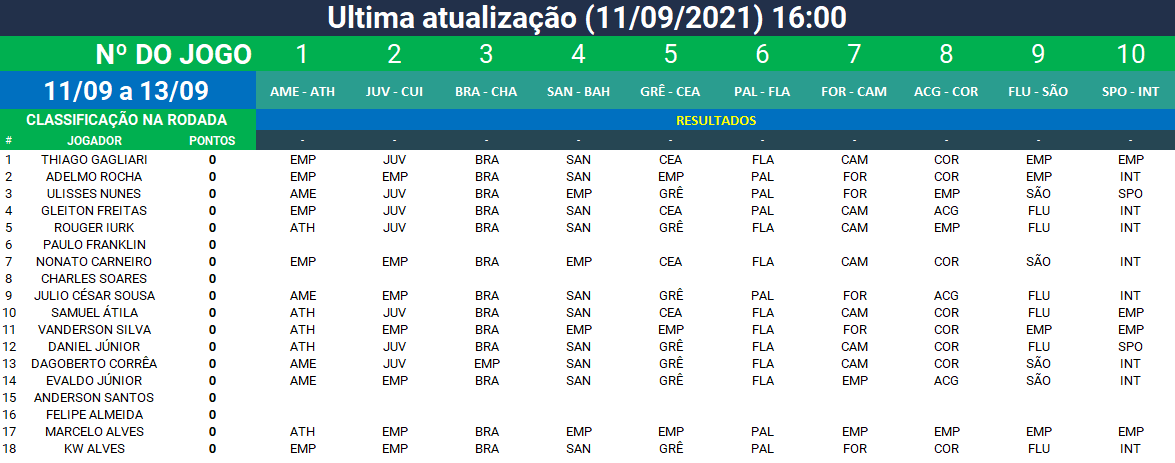 Ultima atualização (11/09/2021) 16:00
Nº DO JOGO 1 2 3 4 5 6 7 8 9 10
11/09 a 13/09 AME - ATH JUV - CUI BRA - CHA SAN - BAH GRÊ - CEA PAL - FLA FOR - CAM ACG - COR FLU - SÃO SPO - INT
CLASSIFICAÇÃO NA RODADA RESULTADOS
# JOGADOR PONTOS - - - - - - - - - -
1 THIAGO GAGLIARI 0 EMP JUV BRA SAN CEA FLA CAM COR EMP EMP
2 ADELMO ROCHA 0 EMP EMP BRA SAN EMP PAL FOR COR EMP INT
3 ULISSES NUNES 0 AME JUV BRA EMP GRÊ PAL FOR EMP SÃO SPO
4 GLEITON FREITAS 0 EMP JUV BRA SAN CEA PAL CAM ACG FLU INT
5 ROUGER IURK 0 ATH JUV BRA SAN GRÊ FLA CAM EMP FLU INT
6 PAULO FRANKLIN 0
7 NONATO CARNEIRO 0 EMP EMP BRA EMP CEA FLA CAM COR SÃO INT
8 CHARLES SOARES 0
9 JULIO CÉSAR SOUSA 0 AME EMP BRA SAN GRÊ PAL FOR ACG FLU INT
10 SAMUEL ÁTILA 0 ATH JUV BRA SAN CEA FLA CAM COR FLU EMP
11 VANDERSON SILVA 0 ATH EMP BRA EMP EMP FLA FOR COR EMP EMP
12 DANIEL JÚNIOR 0 ATH JUV BRA SAN GRÊ FLA CAM COR FLU SPO
13 DAGOBERTO CORRÊA 0 AME JUV EMP SAN GRÊ FLA CAM COR SÃO INT
14 EVALDO JÚNIOR 0 AME EMP BRA SAN GRÊ FLA EMP ACG SÃO INT
15 ANDERSON SANTOS 0
16 FELIPE ALMEIDA 0
17 MARCELO ALVES 0 ATH EMP BRA EMP EMP PAL EMP EMP EMP EMP
18 KW ALVES 0 EMP EMP BRA SAN GRÊ PAL FOR COR FLU INT